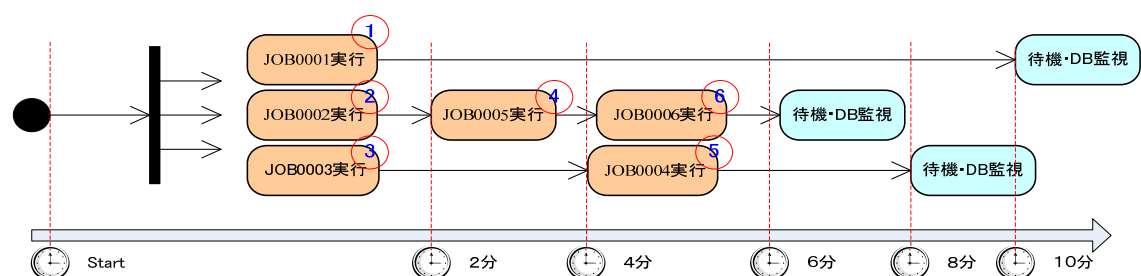 1
JOB0001実行
待機・DB監視
2
JOB0002実行
4
JOB0005実行
6
JOB0006実行
待機・DB監視
3
JOB0003実行
5
JOB0004実行
待機・DB監視
Start
2分
4分
6分
8分
10分